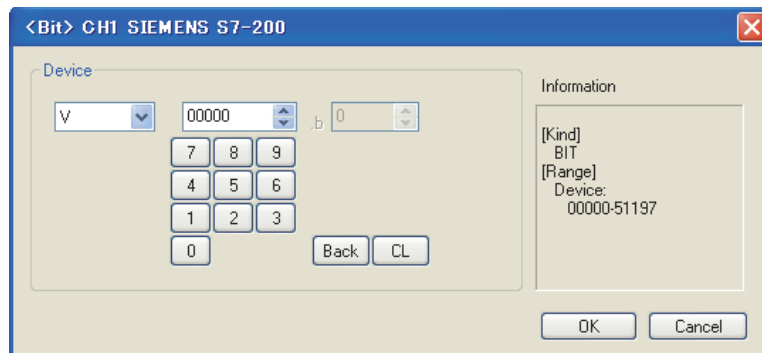 <Bit> CH1 SIEMENS S7-200
Device
V
00000
.b
0
7 8 9
4 5 6
1 2 3
0
Back CL
Information
[Kind]
BIT
[Range]
Device:
00000-51197
OK Cancel